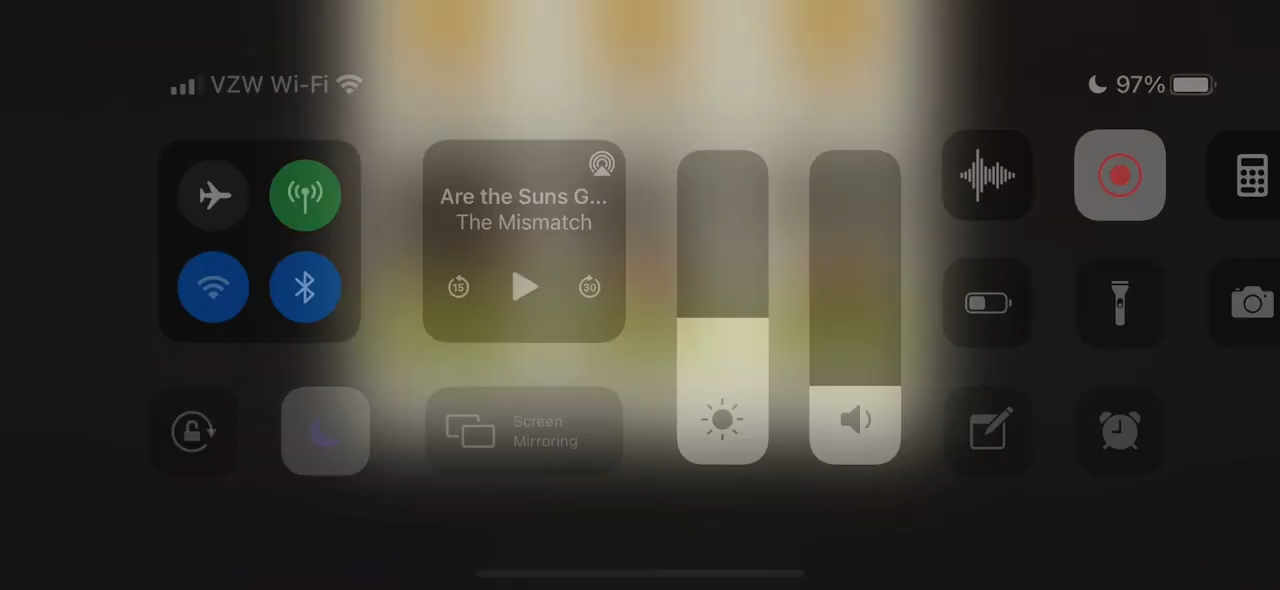 VZW Wi-Fi
97%
Are the Suns G...
The Mismatch
15
30
Screen
Mirroring